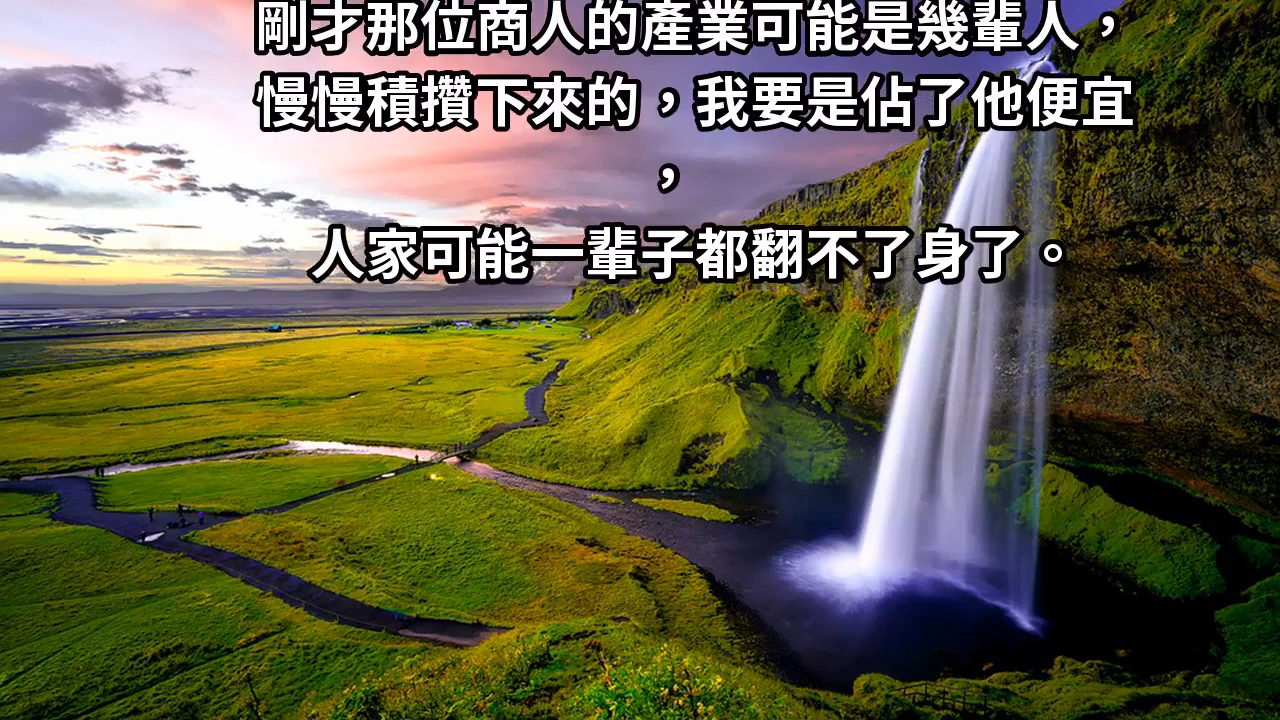 剛才那位商人的產業可能是幾輩人，
慢慢積攢下來的，我要是佔了他便宜
，
人家可能一輩子都翻不了身了。